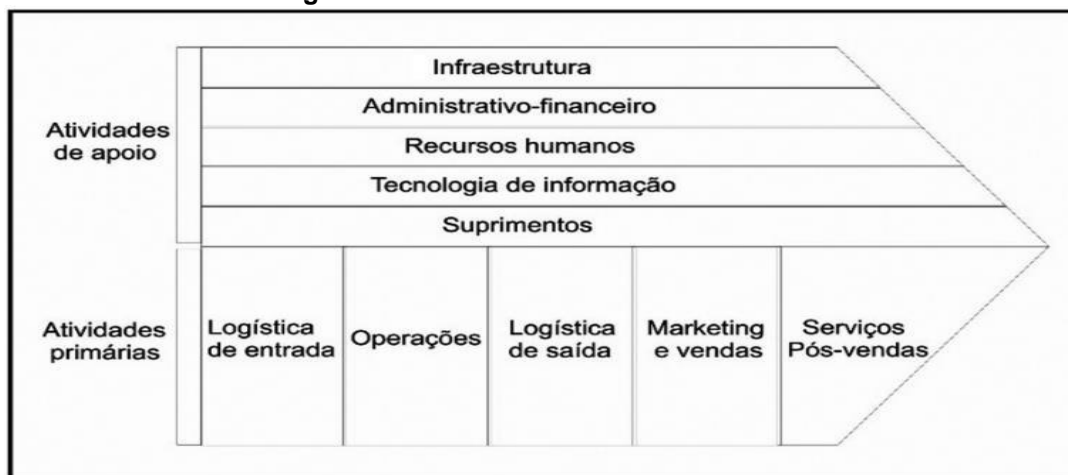 Infraestrutura
Administrativo-financeiro
Recursos humanos
Tecnologia de informação
Suprimentos
Atividades
de apoio
Atividades
primárias
Logística
de entrada
Operações
Logística
de saída
Marketing
e vendas
Serviços
Pós-vendas